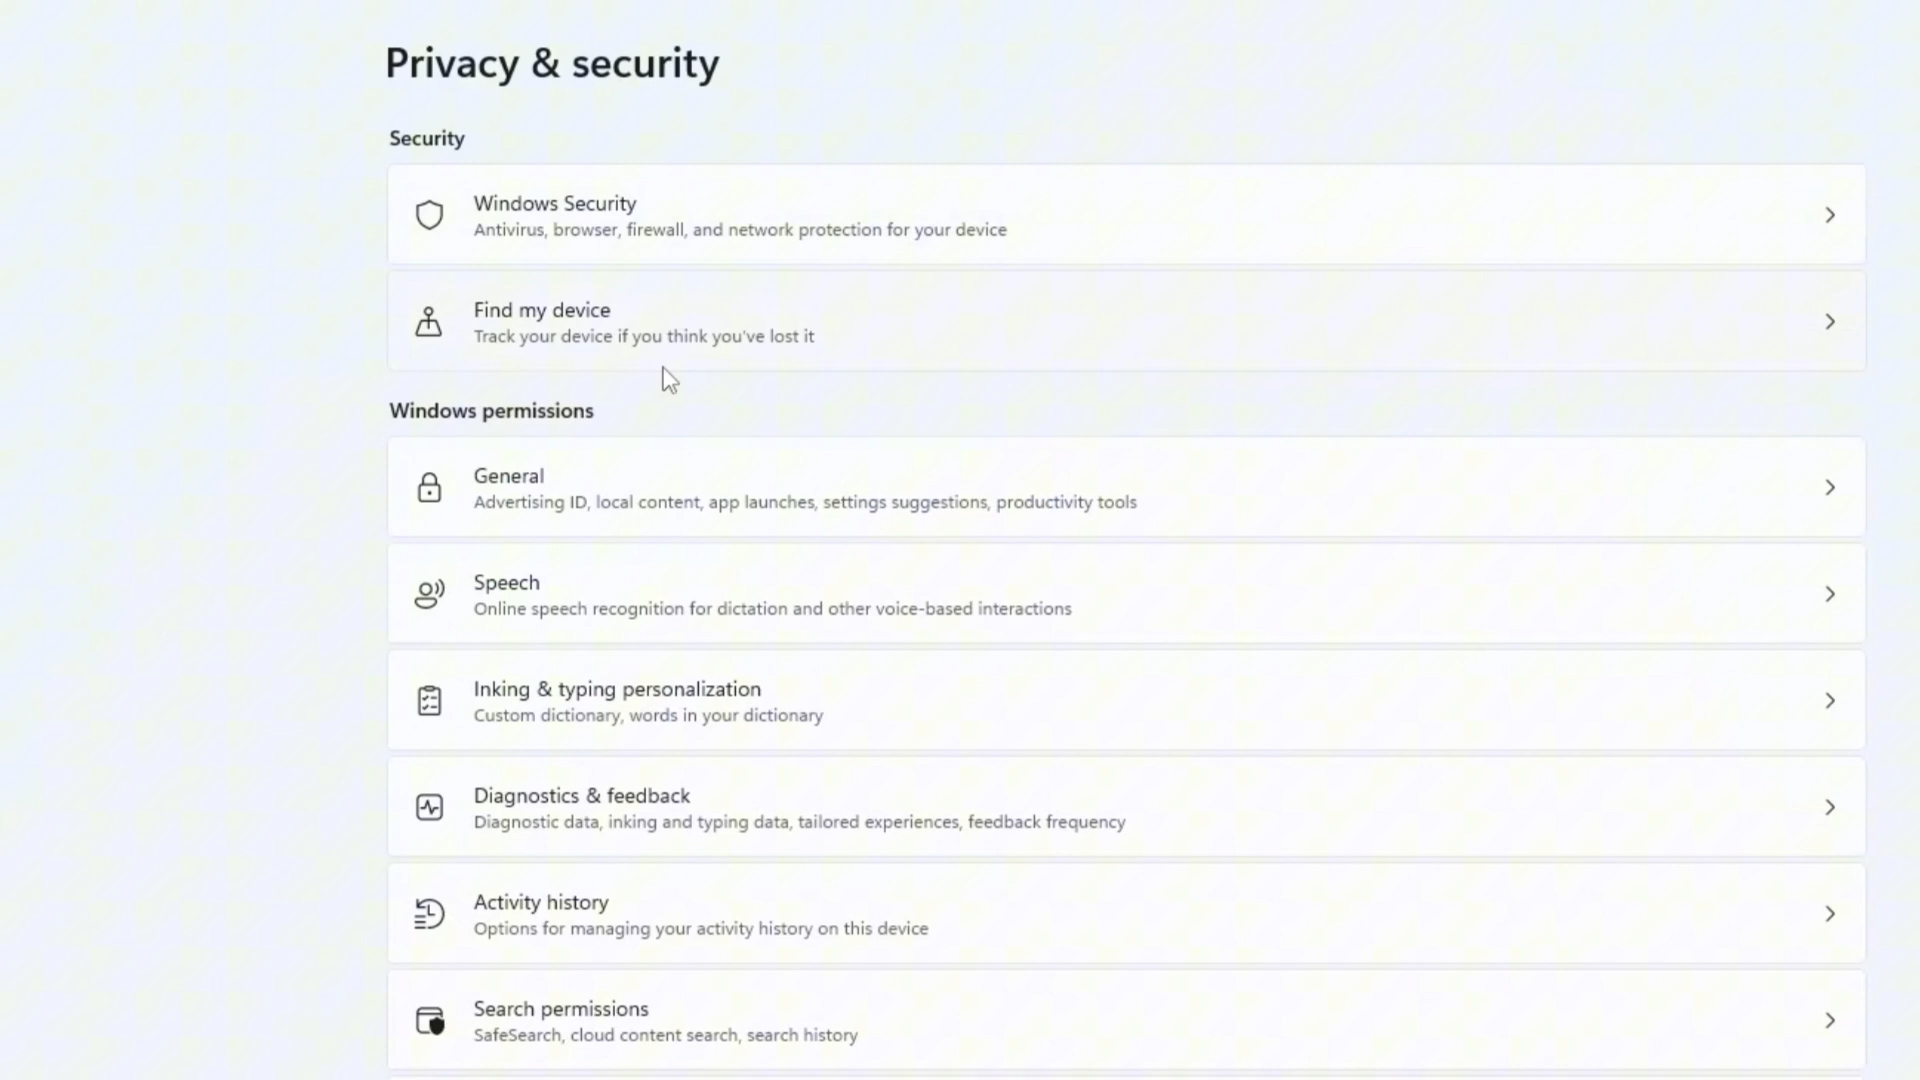 Privacy & security
Security
Windows Security
Antivirus, browser, firewall, and network protection for your device
Find my device
Track your device if you think you've lost it
Windows permissions
General
Advertising ID, local content, app launches, settings suggestions, productivity tools
Speech
Online speech recognition for dictation and other voice-based interactions
Inking & typing personalization
Custom dictionary, words in your dictionary
Diagnostics & feedback
Diagnostic data, inking and typing data, tailored experiences, feedback frequency
Activity history
Options for managing your activity history on this device
Search permissions
SafeSearch, cloud content search, search history